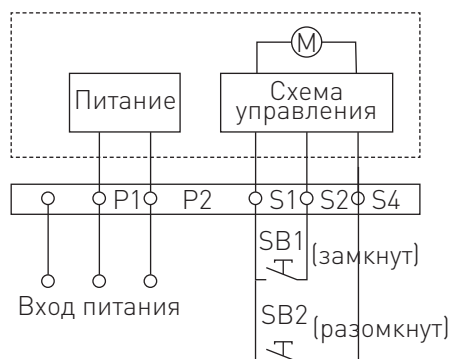 M
Питание
Схема
управления
P1 P2 S1 S2 S4
SB1
(замкнут)
Вход питания
SB2
(разомкнут)